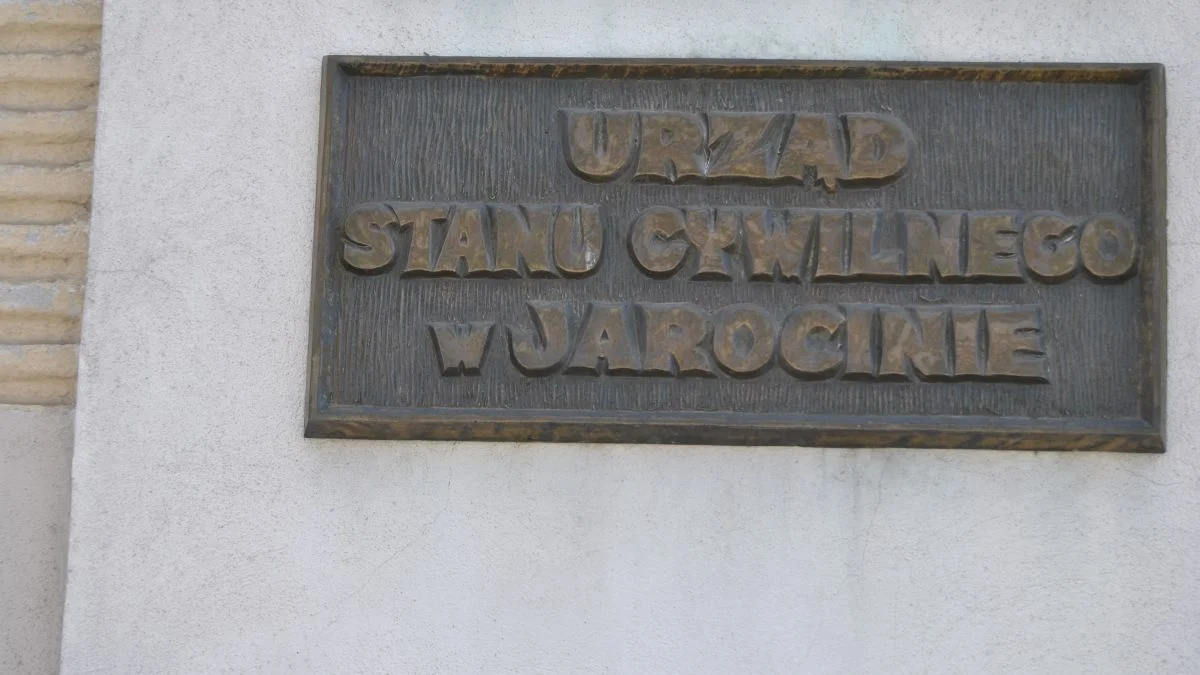 URZĄD
STANU CYWILNEGO
W JAROCINIE